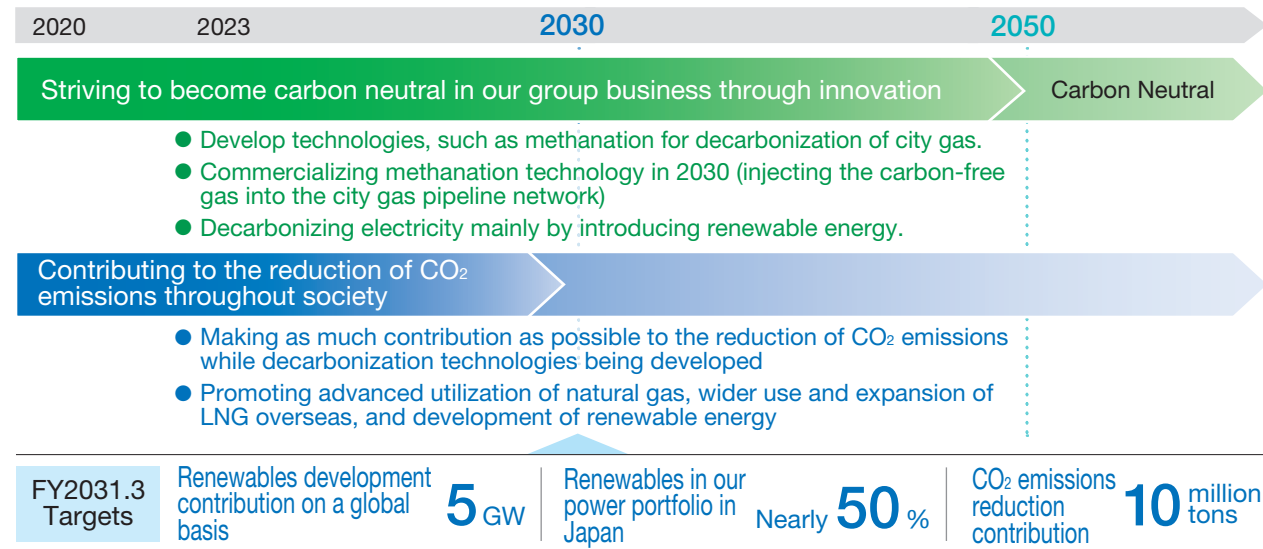 2020 2023 2030 2050
Striving to become carbon neutral in our group business through innovation Carbon Neutral
● Develop technologies, such as methanation for decarbonization of city gas.
● Commercializing methanation technology in 2030 (injecting the carbon-free
gas into the city gas pipeline network)
● Decarbonizing electricity mainly by introducing renewable energy.
Contributing to the reduction of CO2
emissions throughout society
● Making as much contribution as possible to the reduction of CO2 emissions
while decarbonization technologies being developed
● Promoting advanced utilization of natural gas, wider use and expansion of
LNG overseas, and development of renewable energy
FY2031.3
Targets
Renewables development
contribution on a global
basis
5 GW
Renewables in our
power portfolio in
Japan
Nearly 50 %
CO2 emissions
reduction
contribution
10 million
tons